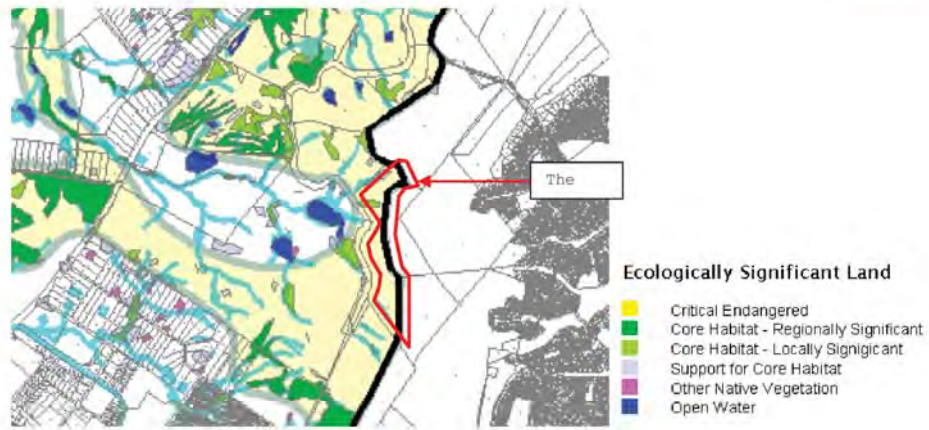 The
Ecologically Significant Land
Critical Endangered
Core Habitat - Regionally Significant
Core Habitat - Locally Signigicant
Support for Core Habitat
Other Native Vegetation
Open Water